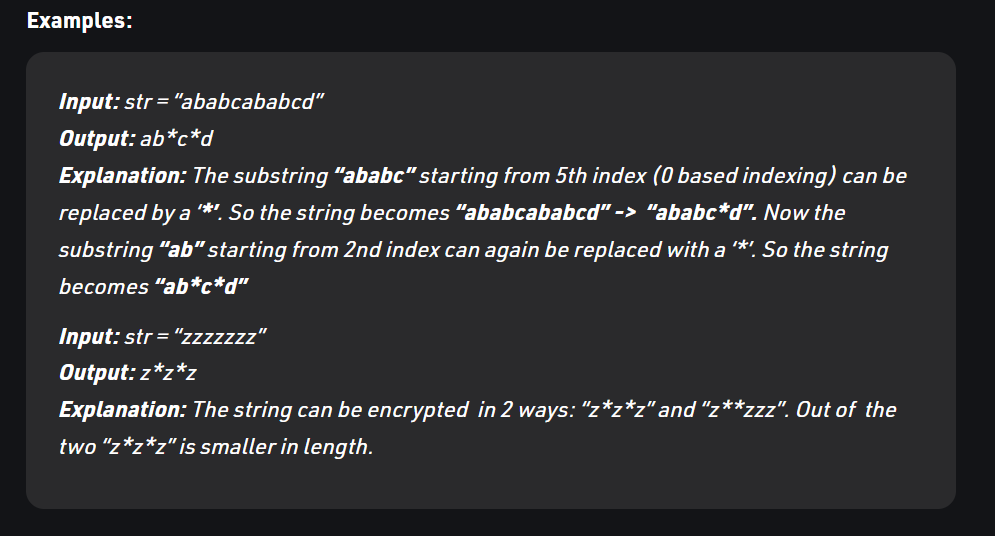 Examples:
Input: str = “ababcababcd”
Output: ab*c*d
Explanation: The substring “ababc” starting from 5th index (0 based indexing) can be
replaced by a ‘*’. So the string becomes “ababcababcd” -> “ababc*d”. Now the
substring “ab” starting from 2nd index can again be replaced with a ‘*’. So the string
becomes “ab*c*d”
Input: str = “zzzzzzz”
Output: z*z*z
Explanation: The string can be encrypted in 2 ways: “z*z*z” and “z**zzz”. Out of the
two “z*z*z” is smaller in length.